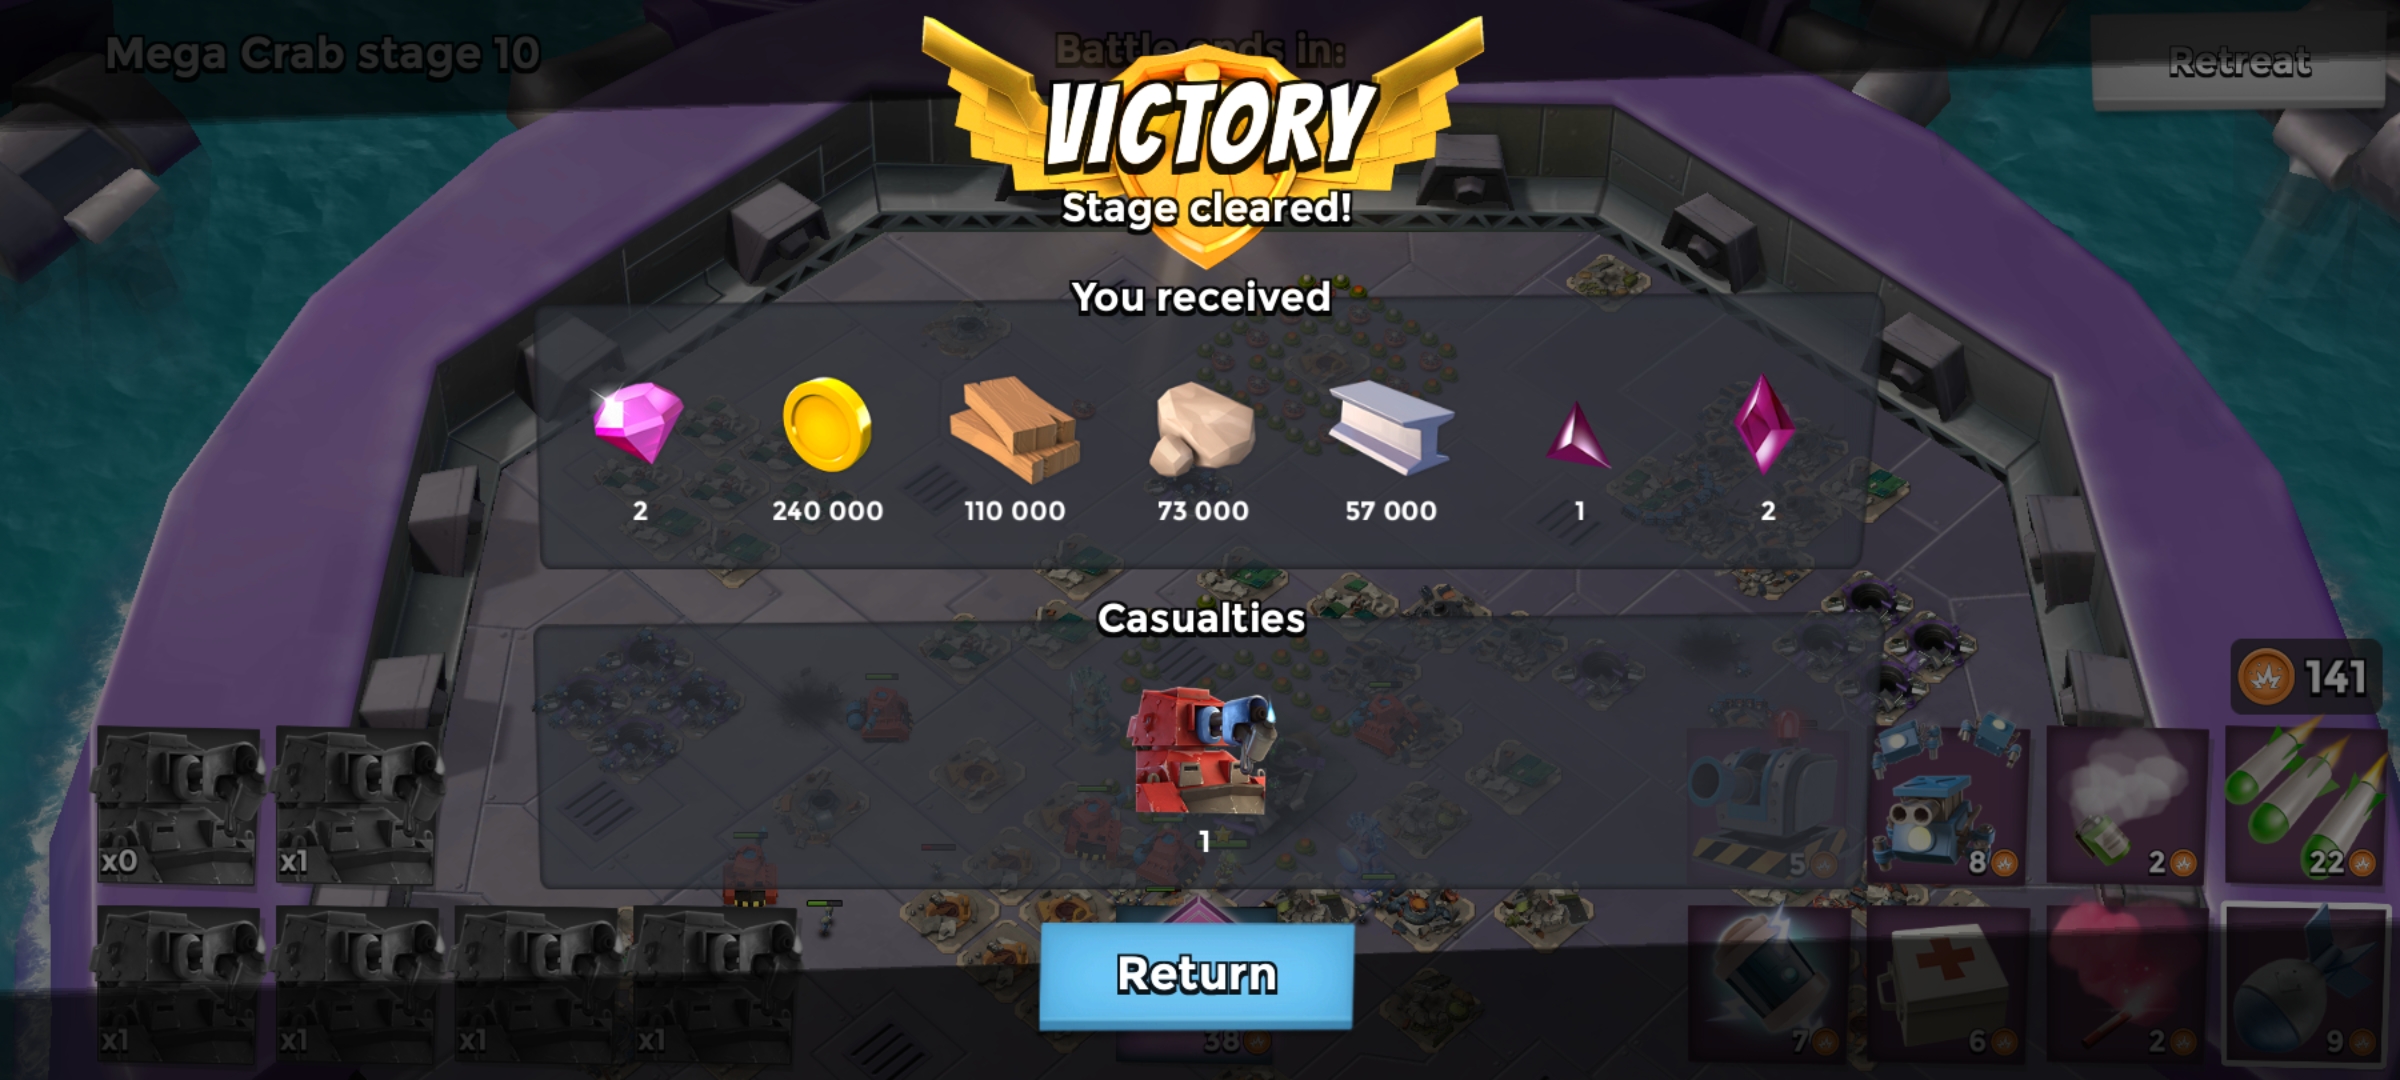 Mega Crab stage 10
Battle ends in:
Retreat
VICTORY
Stage cleared!
You received
2
240 000
110 000
73 000
57 000
1
2
Casualties
1
141
x0
x1
5
8
2
22
x1
x1
x1
x1
Return
38
7
6
2
9